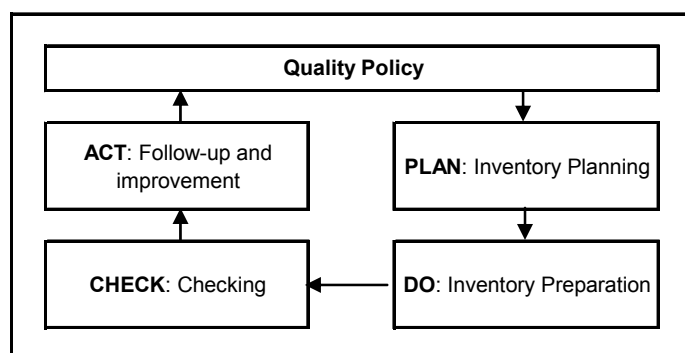 Quality Policy
ACT: Follow-up and
improvement
PLAN: Inventory Planning
CHECK: Checking
DO: Inventory Preparation